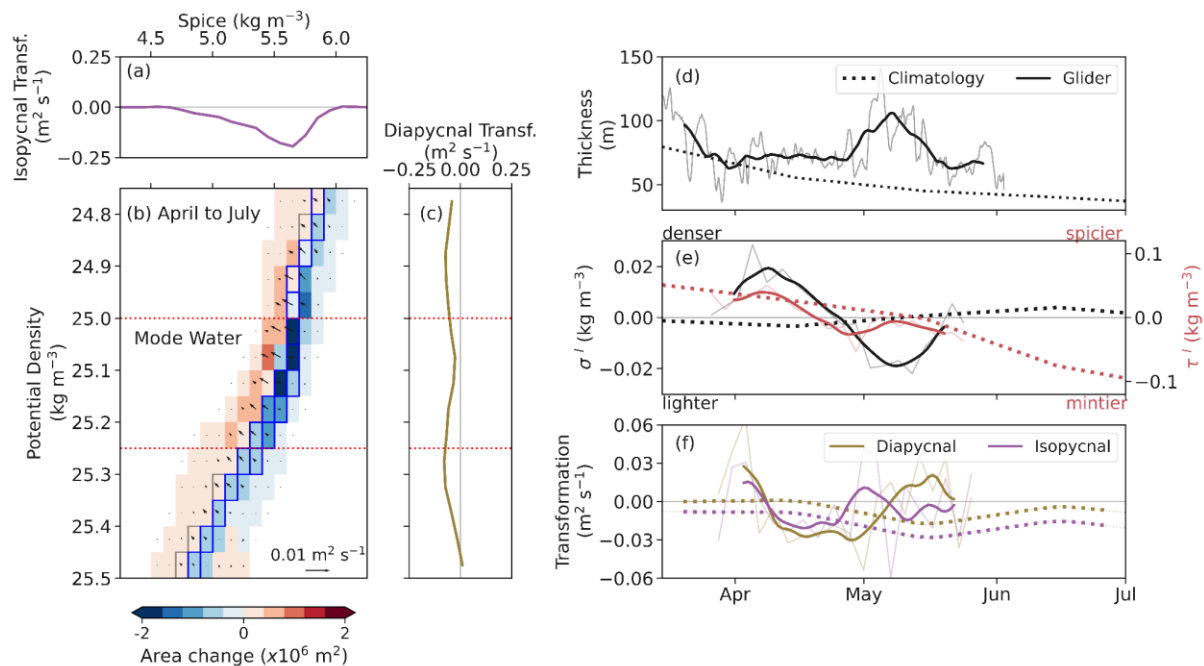 Spice (kg m⁻³)
4.5 5.0 5.5 6.0
Isopycnal Transf.
(m² s⁻¹)
0.25
0.00
−0.25
(a)
Diapycnal Transf.
(m² s⁻¹)
−0.25 0.00 0.25
Potential Density
(kg m⁻³)
24.8
24.9
25.0
25.1
25.2
25.3
25.4
25.5
(b) April to July
Mode Water
0.01 m² s⁻¹
(c)
-2 0 2
Area change (x10⁶ m²)
Thickness
(m)
150
100
50
(d)
Climatology Glider
denser spicier
(e)
σ ᴵ (kg m⁻³)
0.02
0.00
−0.02
0.1
0.0
−0.1
τ ᴵ (kg m⁻³)
lighter mintier
Transformation
(m² s⁻¹)
0.06
0.03
0.00
−0.03
−0.06
(f)
Diapycnal Isopycnal
Apr May Jun Jul